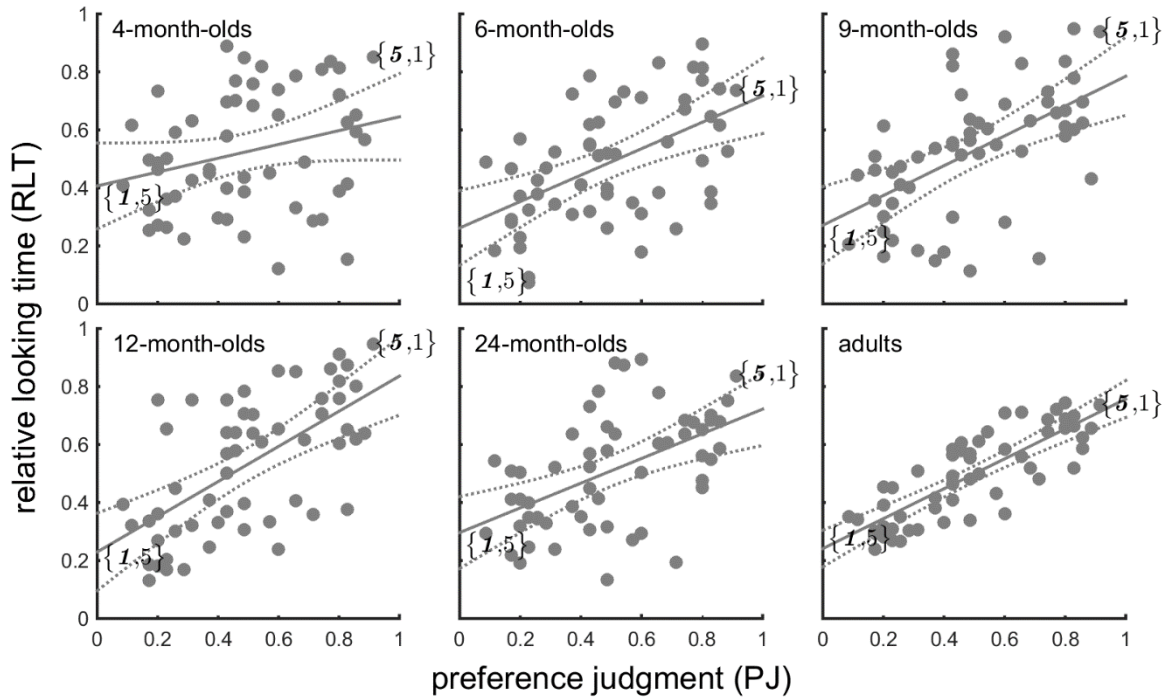 4-month-olds
6-month-olds
9-month-olds
{5,1}
{5,1}
{5,1}
{1,5}
{1,5}
{1,5}
1
0.8
0.6
0.4
0.2
0
12-month-olds
24-month-olds
adults
{5,1}
{5,1}
{5,1}
{1,5}
{1,5}
{1,5}
1
0.8
0.6
0.4
0.2
0
0 0.2 0.4 0.6 0.8 1
0 0.2 0.4 0.6 0.8 1
0 0.2 0.4 0.6 0.8 1
relative looking time (RLT)
preference judgment (PJ)